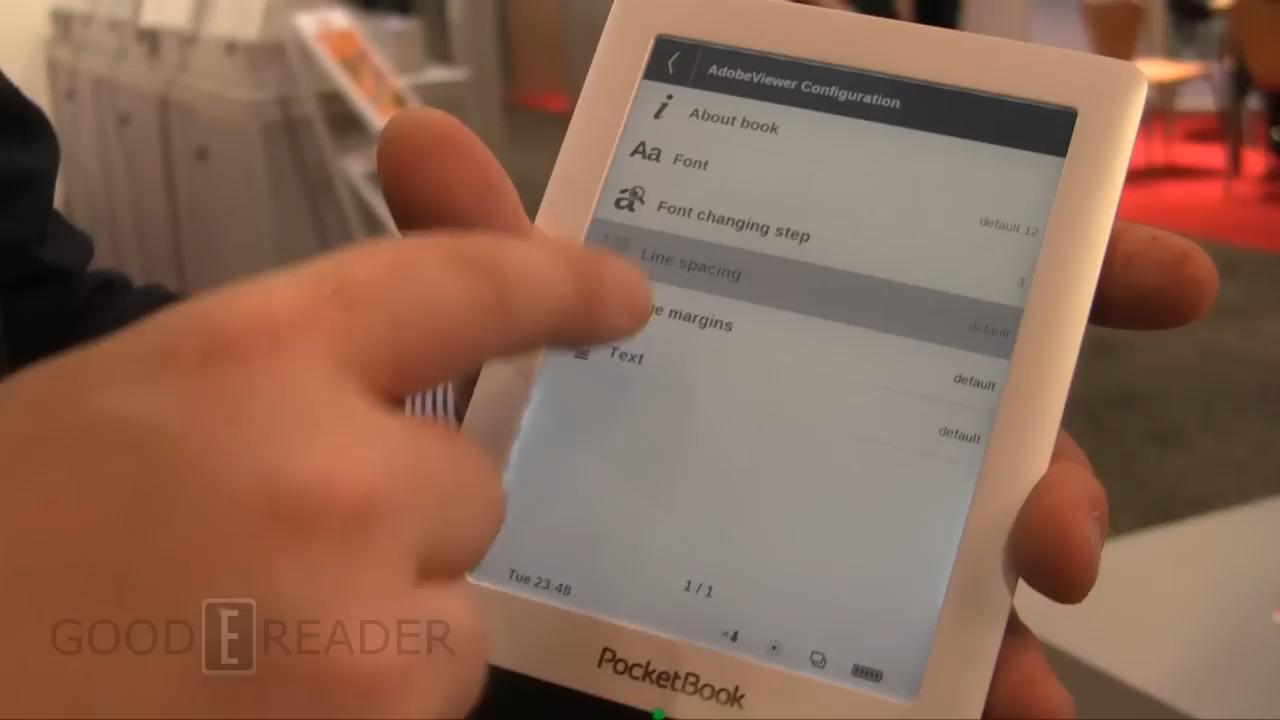 AdobeViewer Configuration
About book
Aa Font
Font changing step
default,12
Line spacing
3
default
margins
Text
default
default
Tue 23:48
1 / 1
PocketBook
GOOD E READER